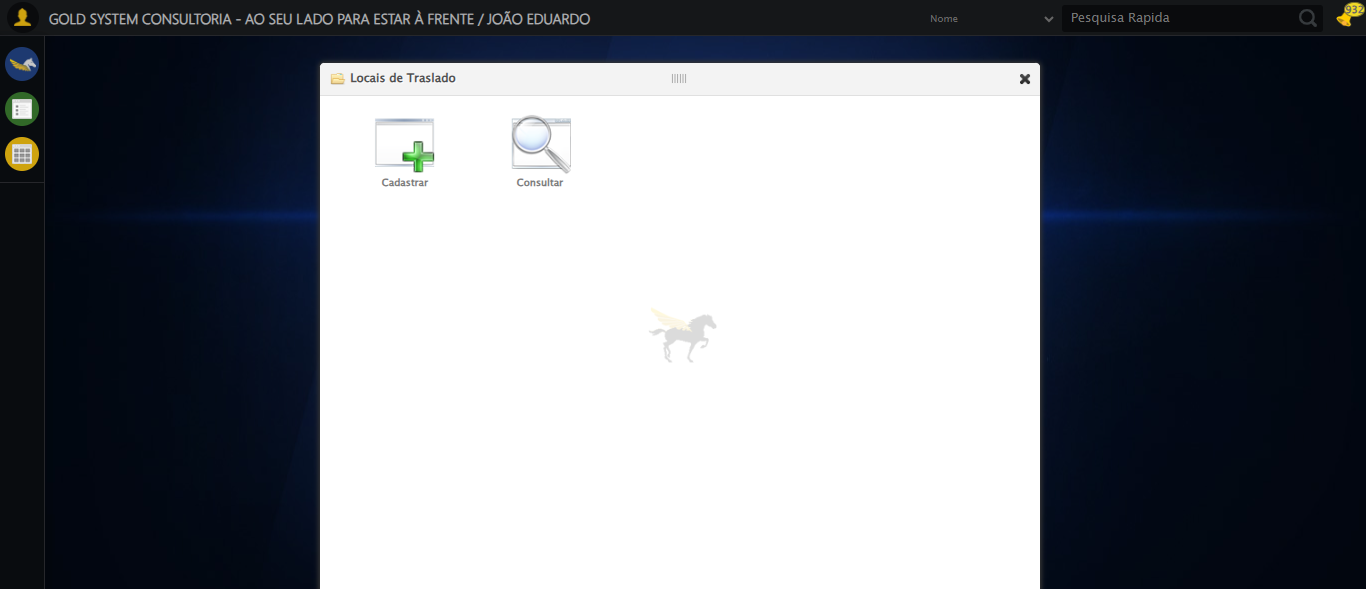 GOLD SYSTEM CONSULTORIA - AO SEU LADO PARA ESTAR À FRENTE / JOÃO EDUARDO
Nome
Pesquisa Rapida
932
Locais de Traslado
Cadastrar
Consultar